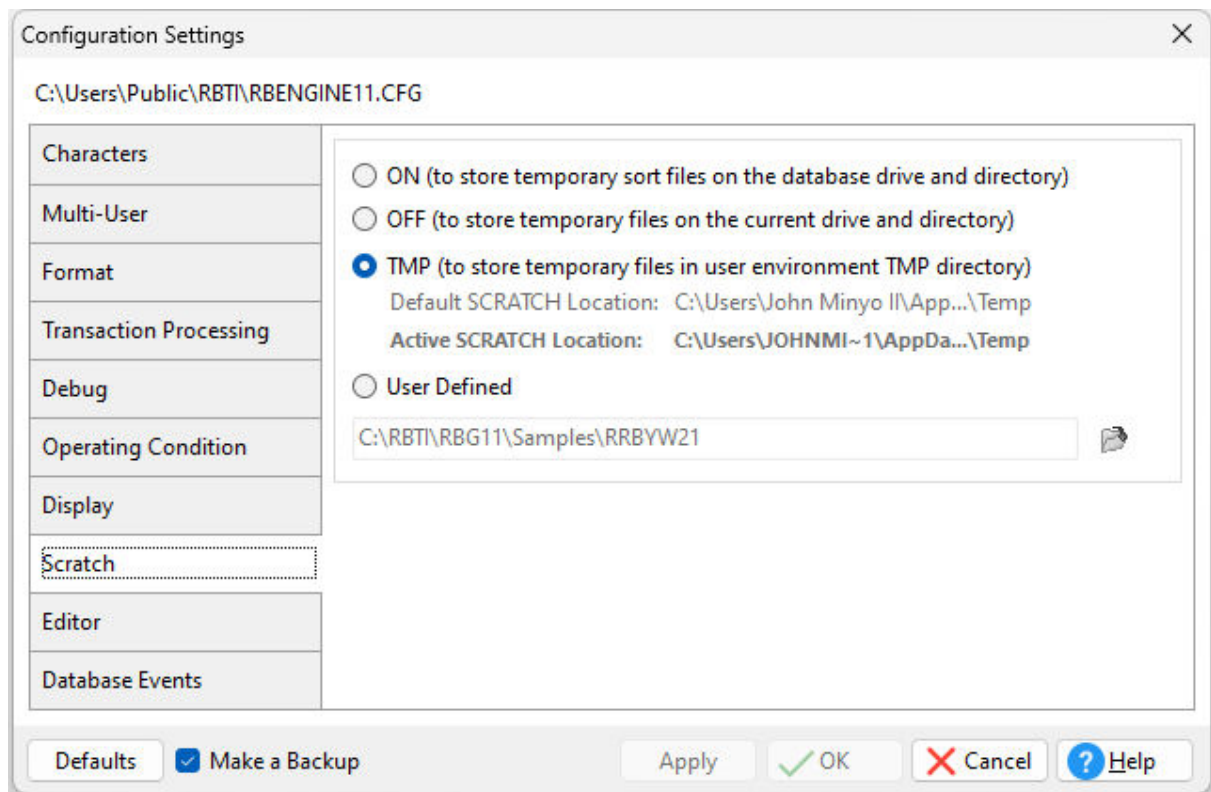 Configuration Settings
C:\Users\Public\RBTI\RBENGINE11.CFG
Characters
Multi-User
Format
Transaction Processing
Debug
Operating Condition
Display
Scratch
Editor
Database Events
ON (to store temporary sort files on the database drive and directory)
OFF (to store temporary files on the current drive and directory)
TMP (to store temporary files in user environment TMP directory)
Default SCRATCH Location: C:\Users\John Minyo II\App...\Temp
Active SCRATCH Location: C:\Users\JOHNMI~1\AppDa...\Temp
User Defined
C:\RBTI\RBG11\Samples\RRBYW21
Defaults Make a Backup Apply OK Cancel Help